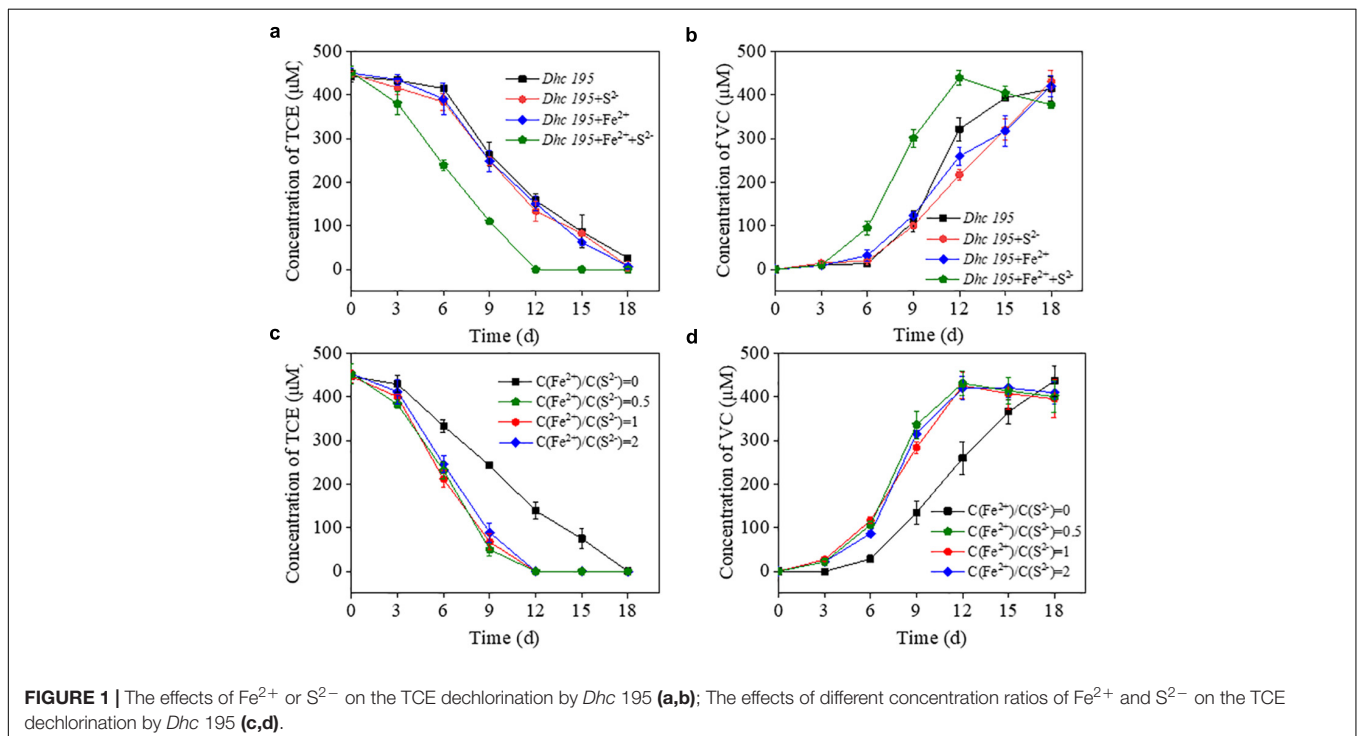 a
Concentration of TCE (μM)
500
400
300
200
100
0
Dhc 195
Dhc 195+S²⁻
Dhc 195+Fe²⁺
Dhc 195+Fe²⁺+S²⁻
0 3 6 9 12 15 18
Time (d)
b
Concentration of VC (μM)
500
400
300
200
100
0
Dhc 195
Dhc 195+S²⁻
Dhc 195+Fe²⁺
Dhc 195+Fe²⁺+S²⁻
0 3 6 9 12 15 18
Time (d)
c
Concentration of TCE (μM)
500
400
300
200
100
0
C(Fe²⁺)/C(S²⁻)=0
C(Fe²⁺)/C(S²⁻)=0.5
C(Fe²⁺)/C(S²⁻)=1
C(Fe²⁺)/C(S²⁻)=2
0 3 6 9 12 15 18
Time (d)
d
Concentration of VC (μM)
500
400
300
200
100
0
C(Fe²⁺)/C(S²⁻)=0
C(Fe²⁺)/C(S²⁻)=0.5
C(Fe²⁺)/C(S²⁻)=1
C(Fe²⁺)/C(S²⁻)=2
0 3 6 9 12 15 18
Time (d)
FIGURE 1 | The effects of Fe²⁺ or S²⁻ on the TCE dechlorination by Dhc 195 (a,b); The effects of different concentration ratios of Fe²⁺ and S²⁻ on the TCE
dechlorination by Dhc 195 (c,d).